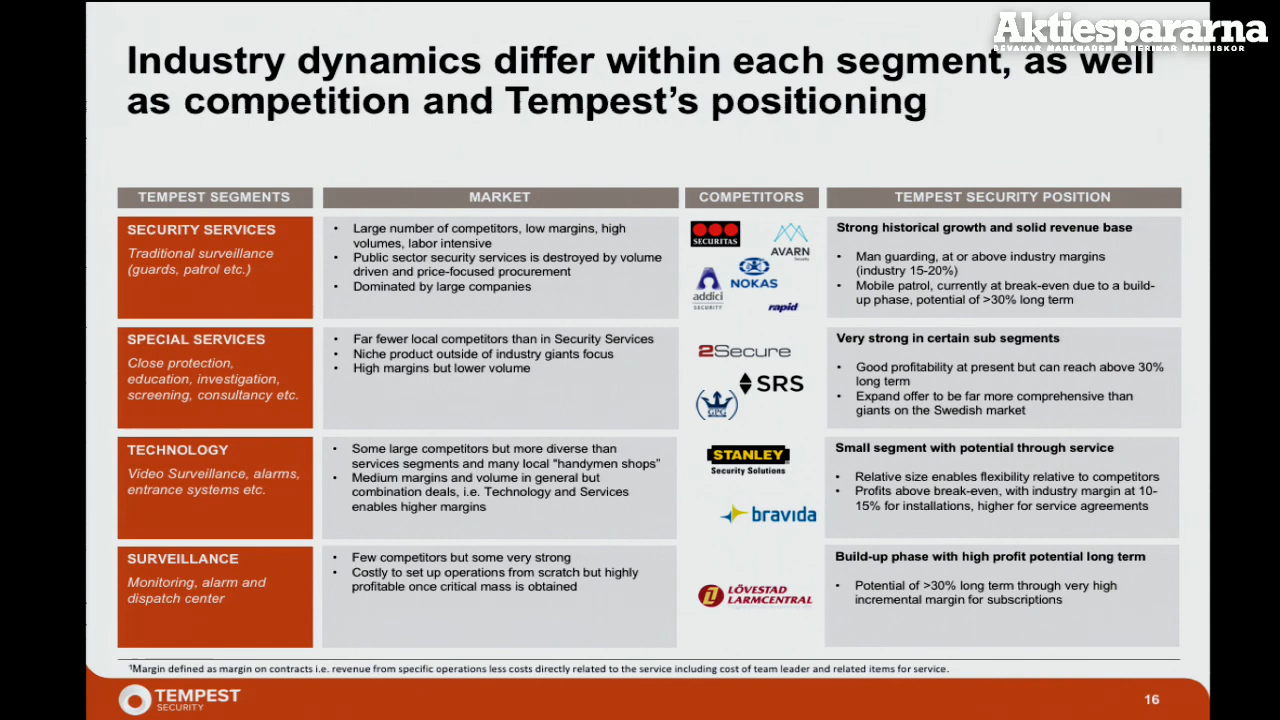 Aktiespararna
BEVAKAR MARKNADEN BERIKAR MÄNNISKOR
Industry dynamics differ within each segment, as well
as competition and Tempest's positioning
TEMPEST SEGMENTS
MARKET
COMPETITORS
TEMPEST SECURITY POSITION
SECURITY SERVICES
Traditional surveillance
(guards, patrol etc.)
• Large number of competitors, low margins, high
volumes, labor intensive
• Public sector security services is destroyed by volume
driven and price-focused procurement
• Dominated by large companies
SECURITAS
AVARN
Security
NOKAS
addici
SECURITY
rapid
Strong historical growth and solid revenue base
• Man guarding, at or above industry margins
(industry 15-20%)
• Mobile patrol, currently at break-even due to a build-
up phase, potential of >30% long term
SPECIAL SERVICES
Close protection,
education, investigation,
screening, consultancy etc.
• Far fewer local competitors than in Security Services
• Niche product outside of industry giants focus
• High margins but lower volume
2Secure
SRS
GPG
Very strong in certain sub segments
• Good profitability at present but can reach above 30%
long term
• Expand offer to be far more comprehensive than
giants on the Swedish market
TECHNOLOGY
Video Surveillance, alarms,
entrance systems etc.
• Some large competitors but more diverse than
services segments and many local "handymen shops"
• Medium margins and volume in general but
combination deals, i.e. Technology and Services
enables higher margins
STANLEY
Security Solutions
bravida
Small segment with potential through service
• Relative size enables flexibility relative to competitors
• Profits above break-even, with industry margin at 10-
15% for installations, higher for service agreements
SURVEILLANCE
Monitoring, alarm and
dispatch center
• Few competitors but some very strong
• Costly to set up operations from scratch but highly
profitable once critical mass is obtained
LÖVESTAD
LARMCENTRAL
Build-up phase with high profit potential long term
• Potential of >30% long term through very high
incremental margin for subscriptions
¹Margin defined as margin on contracts i.e. revenue from specific operations less costs directly related to the service including cost of team leader and related items for service.
TEMPEST
SECURITY
16